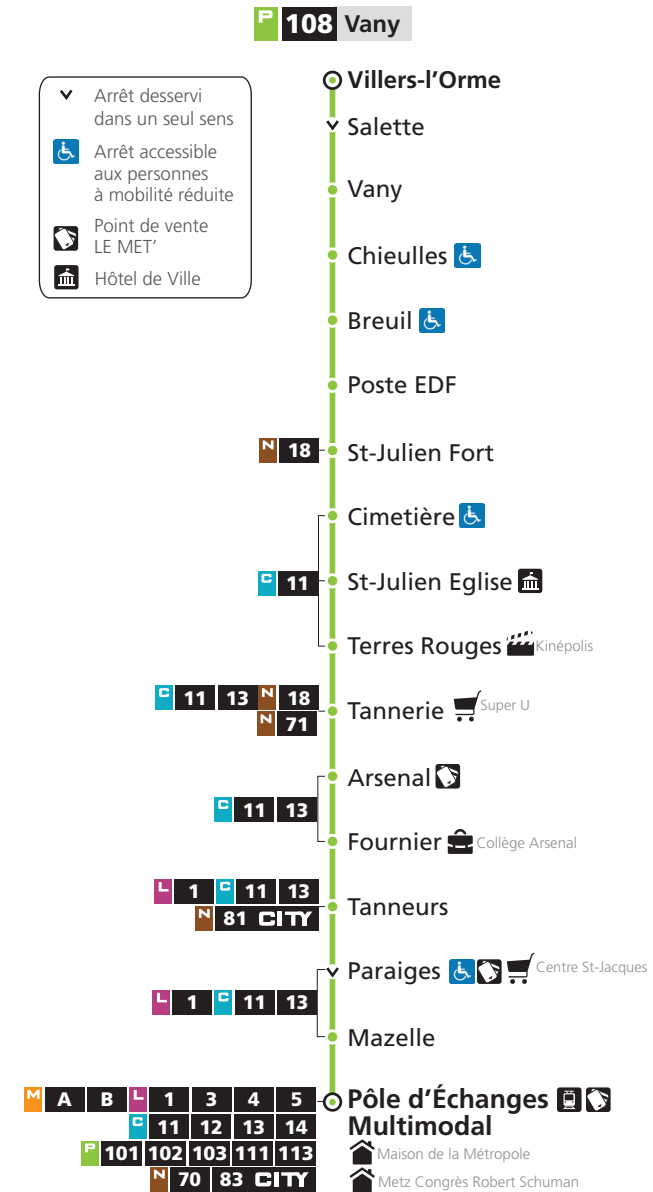 P 108 Vany
Arrêt desservi
dans un seul sens
Arrêt accessible
aux personnes
à mobilité réduite
Point de vente
LE MET’
Hôtel de Ville
Villers-l’Orme
Salette
Vany
Chieulles
Breuil
Poste EDF
N 18 St-Julien Fort
Cimetière
C 11 St-Julien Eglise
Terres Rouges Kinépolis
C 11 13 N 18
N 71
Tannerie Super U
Arsenal
C 11 13
Fournier Collège Arsenal
L 1 C 11 13
N 81 CITY
Tanneurs
Paraiges Centre St-Jacques
L 1 C 11 13
Mazelle
M A B L 1 3 4 5
C 11 12 13 14
P 101 102 103 111 113
N 70 83 CITY
Pôle d’Échanges
Multimodal
Maison de la Métropole
Metz Congrès Robert Schuman